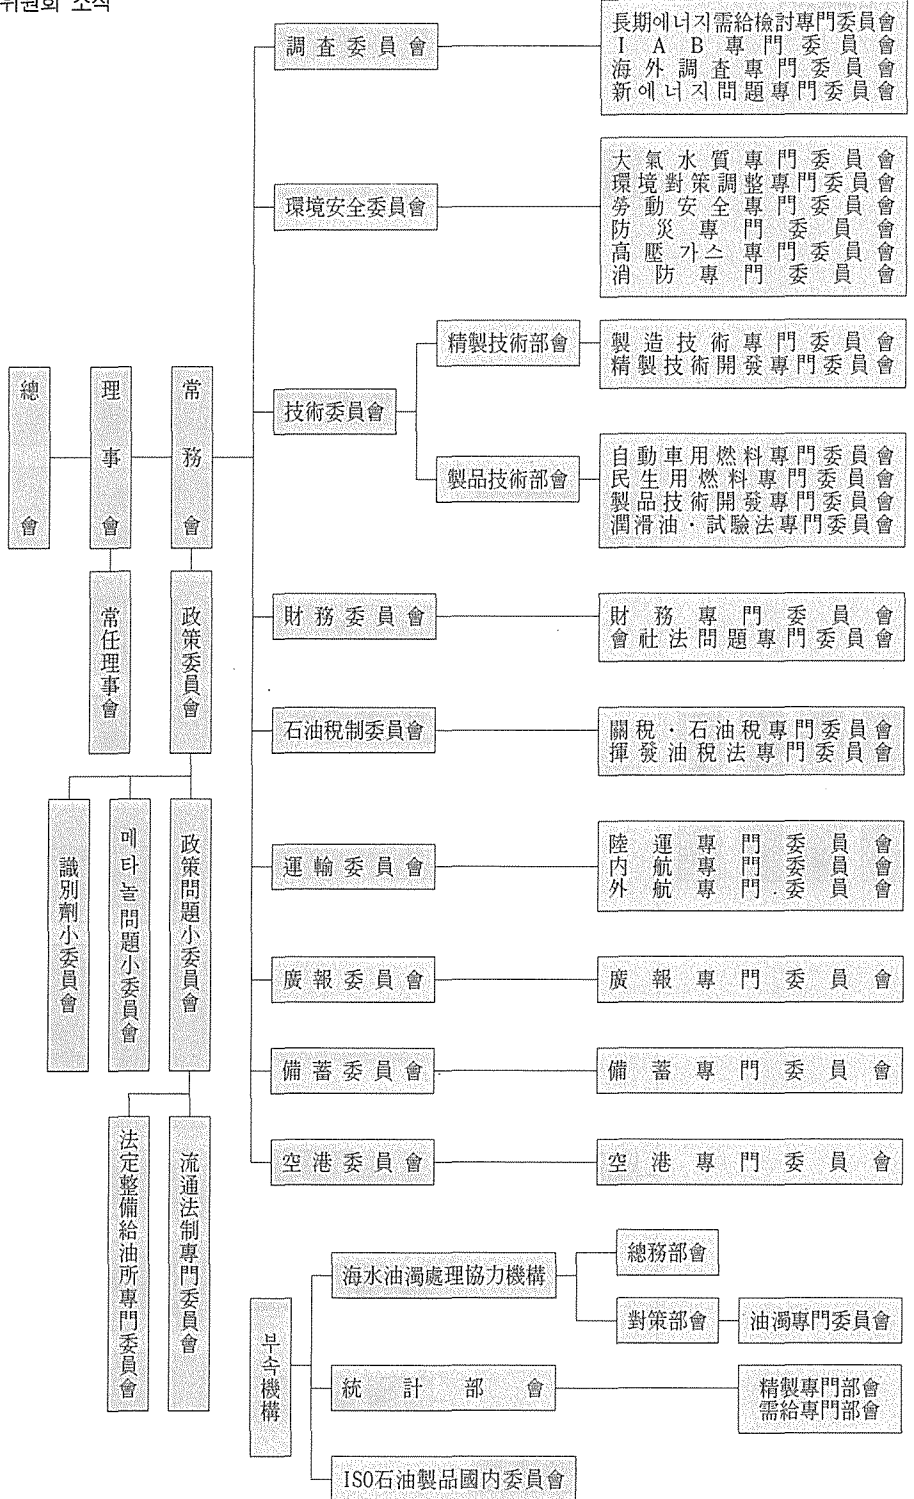 위원회 조직
總會
理事會
常務會
常任理事會
政策委員會
識別劑小委員會
메타놀問題小委員會
政策問題小委員會
法定整備給油所專門委員會
流通法制專門委員會
調査委員會
長期에너지需給檢討專門委員會
IAB專門委員會
海外調査專門委員會
新에너지問題專門委員會
環境安全委員會
大氣水質專門委員會
環境對策調整專門委員會
勞動安全專門委員會
防災專門委員會
高壓가스專門委員會
消防專門委員會
技術委員會
精製技術部會
製造技術專門委員會
精製技術開發專門委員會
製品技術部會
自動車用燃料專門委員會
民生用燃料專門委員會
製品技術開發專門委員會
潤滑油·試驗法專門委員會
財務委員會
財務專門委員會
會社法問題專門委員會
石油稅制委員會
關稅·石油稅專門委員會
揮發油稅法專門委員會
運輸委員會
陸運專門委員會
内航專門委員會
外航專門委員會
廣報委員會
廣報專門委員會
備蓄委員會
備蓄專門委員會
空港委員會
空港專門委員會
부속機構
海水油濁處理協力機構
總務部會
對策部會
油濁專門委員會
統計部會
精製專門部會
需給專門部會
ISO石油製品國内委員會